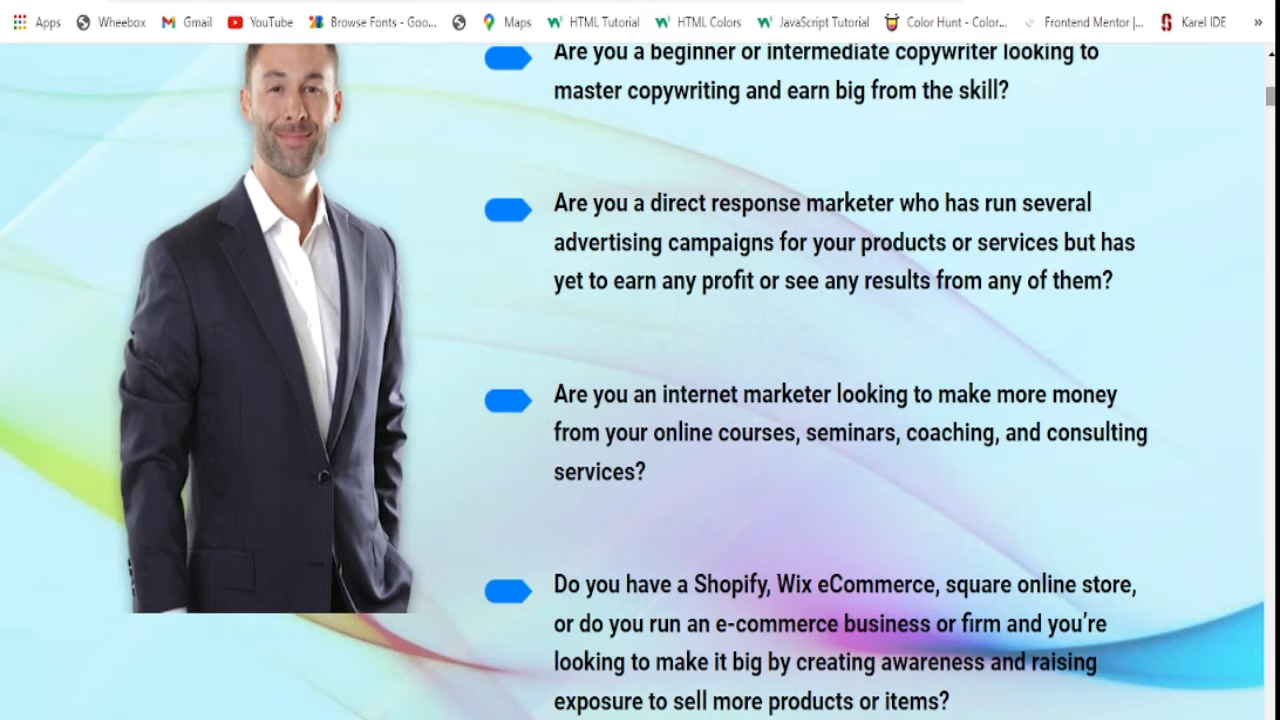 Apps Wheebox Gmail YouTube Browse Fonts - Goo... Maps HTML Tutorial HTML Colors JavaScript Tutorial Color Hunt - Color... Frontend Mentor |... Karel IDE »
Are you a beginner or intermediate copywriter looking to
master copywriting and earn big from the skill?
Are you a direct response marketer who has run several
advertising campaigns for your products or services but has
yet to earn any profit or see any results from any of them?
Are you an internet marketer looking to make more money
from your online courses, seminars, coaching, and consulting
services?
Do you have a Shopify, Wix eCommerce, square online store,
or do you run an e-commerce business or firm and you’re
looking to make it big by creating awareness and raising
exposure to sell more products or items?